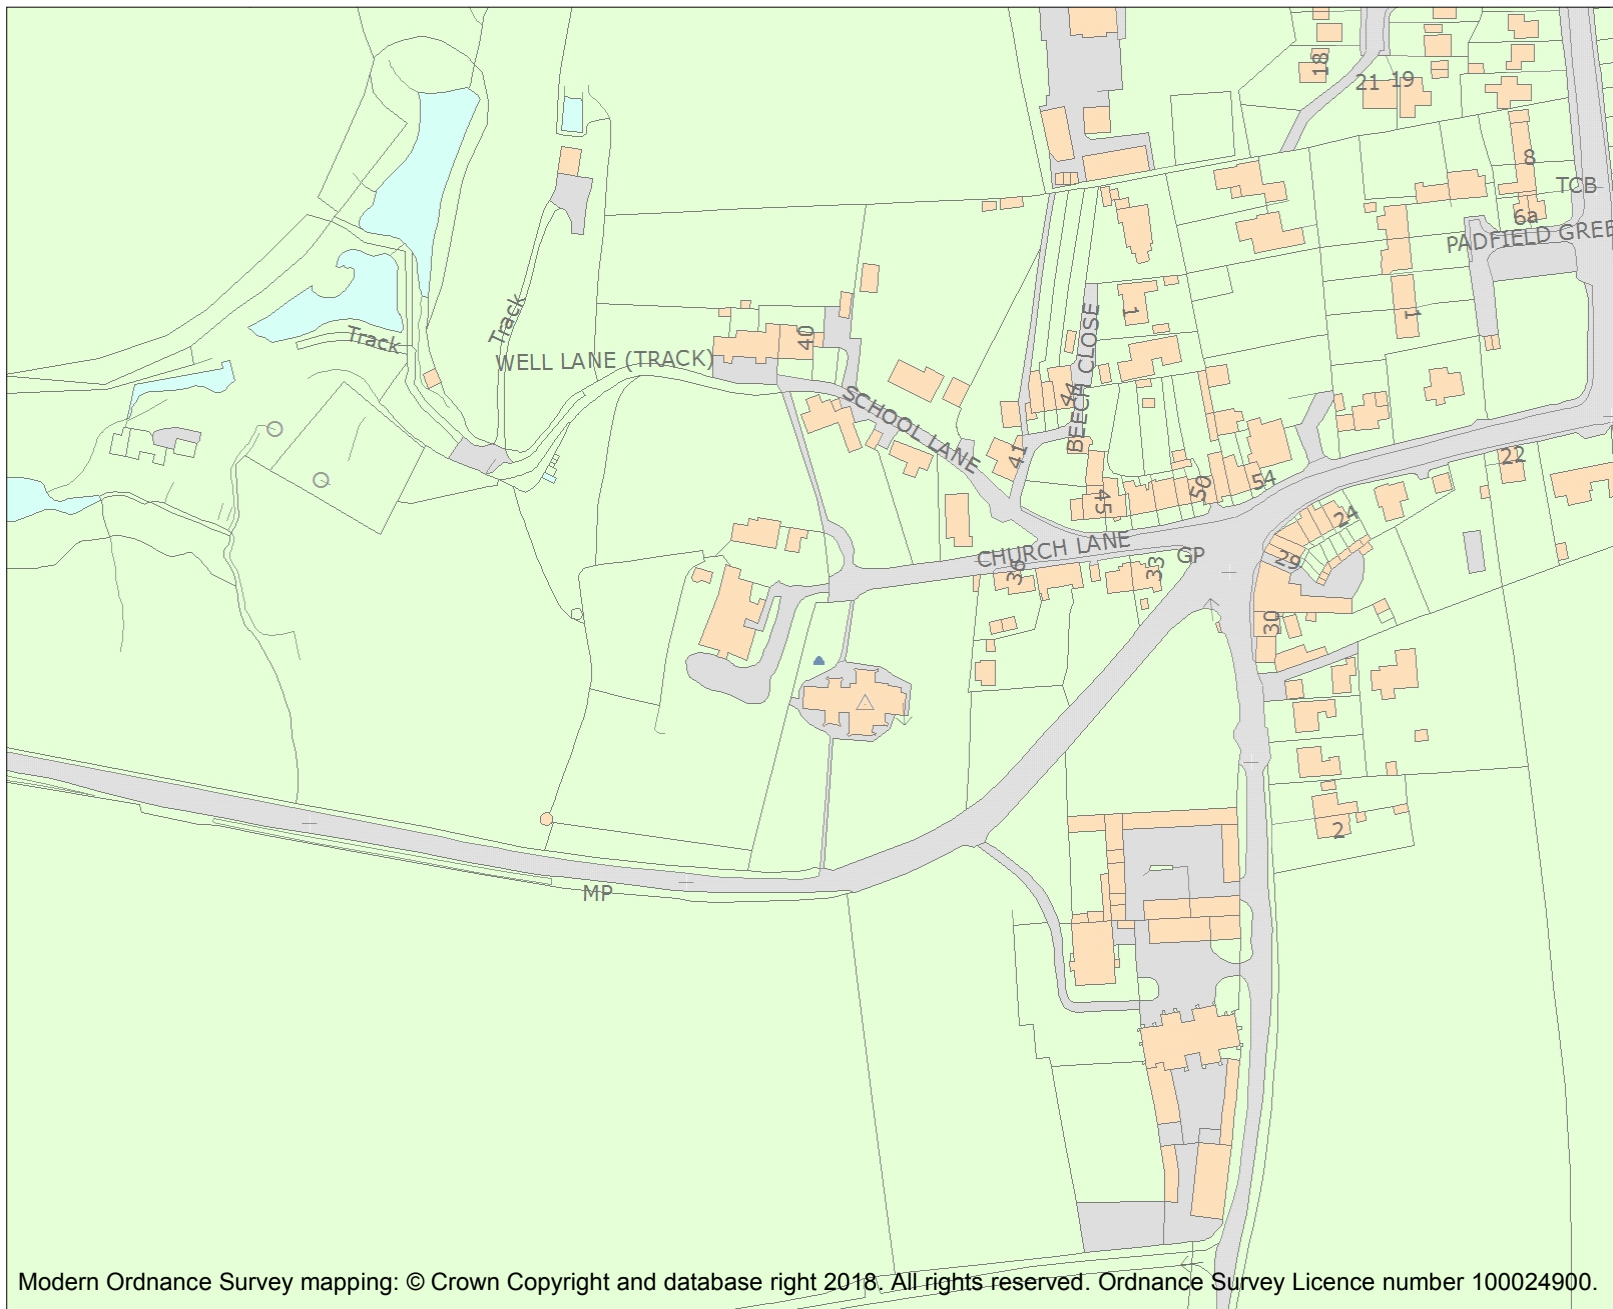 18
21
19
8
TCB
6a
PADFIELD GREE
1
1
Track
Track
40
WELL LANE (TRACK)
SCHOOL LANE
BEECH CLOSE
44
41
45
50
54
22
24
29
CHURCH LANE
GP
36
33
30
2
MP
Modern Ordnance Survey mapping: © Crown Copyright and database right 2018. All rights reserved. Ordnance Survey Licence number 100024900.